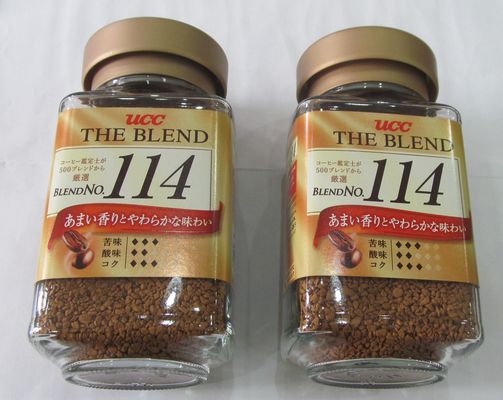 UCC
THE BLEND
コーヒー鑑定士が
500ブレンドから
厳選
BLEND NO. 114
あまい香りとやわらかな味わい
苦味 ◆◆◆
酸味 ◆◆
コク ◆◆◆
UCC
THE BLEND
コーヒー鑑定士が
500ブレンドから
厳選
BLEND NO. 114
あまい香りとやわらかな味わい
苦味 ◆◆◆
酸味 ◆◆
コク ◆◆◆